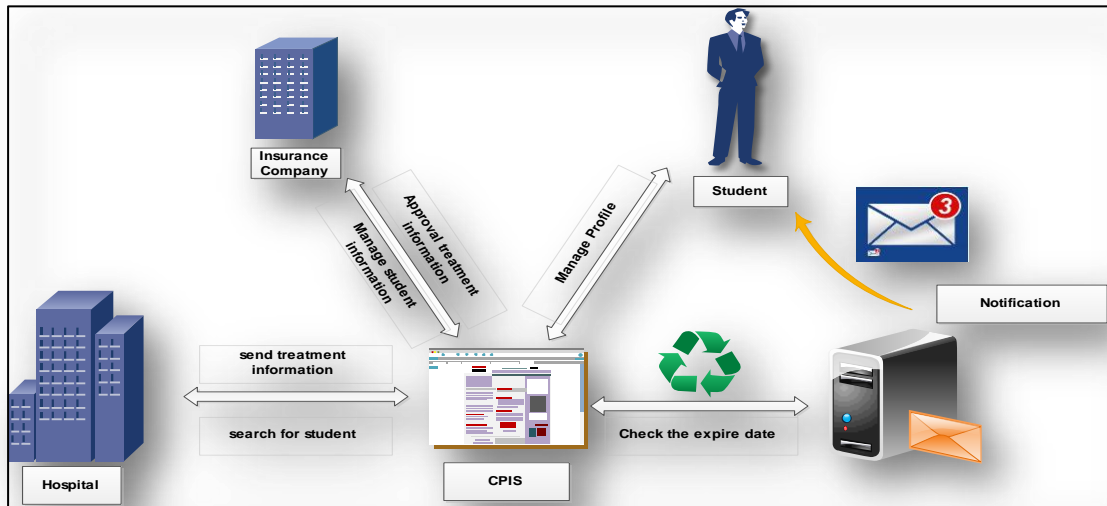 Insurance
Company
Student
3
Notification
Approval treatment
information
Manage student
information
Manage Profile
send treatment
information
search for student
Check the expire date
Hospital
CPIS